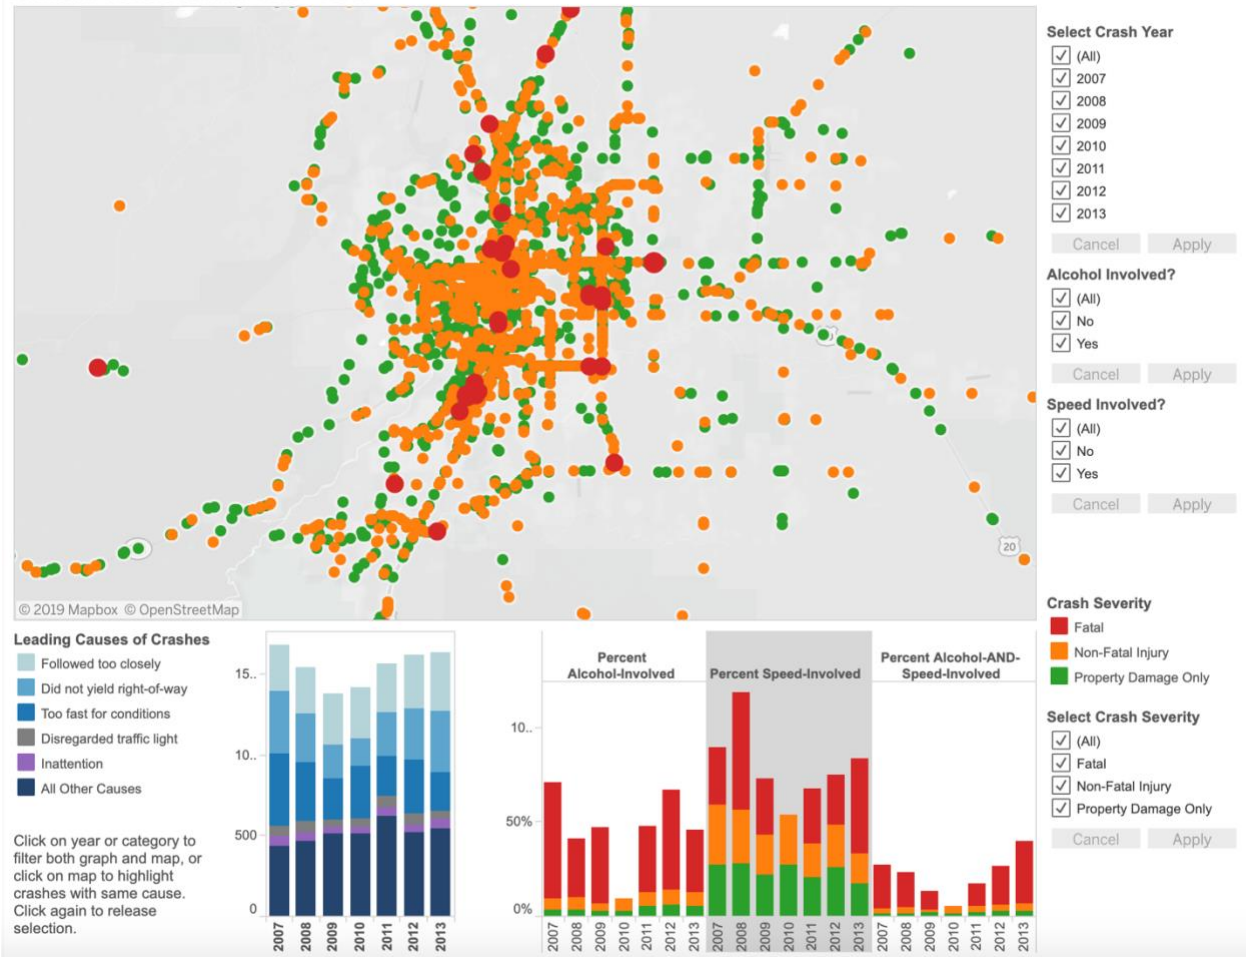 Select Crash Year
(All)
2007
2008
2009
2010
2011
2012
2013
Cancel Apply
Alcohol Involved?
(All)
No
Yes
Cancel Apply
Speed Involved?
(All)
No
Yes
Cancel Apply
20
© 2019 Mapbox © OpenStreetMap
Crash Severity
Fatal
Non-Fatal Injury
Property Damage Only
Select Crash Severity
(All)
Fatal
Non-Fatal Injury
Property Damage Only
Cancel Apply
Leading Causes of Crashes
Followed too closely
Did not yield right-of-way
Too fast for conditions
Disregarded traffic light
Inattention
All Other Causes
Click on year or category to
filter both graph and map, or
click on map to highlight
crashes with same cause.
Click again to release
selection.
15..
10..
500
0
2007 2008 2009 2010 2011 2012 2013
Percent
Alcohol-Involved
Percent Speed-Involved
Percent Alcohol-AND-
Speed-Involved
10..
50%
0%
2007 2008 2009 2010 2011 2012 2013 2007 2008 2009 2010 2011 2012 2013 2007 2008 2009 2010 2011 2012 2013